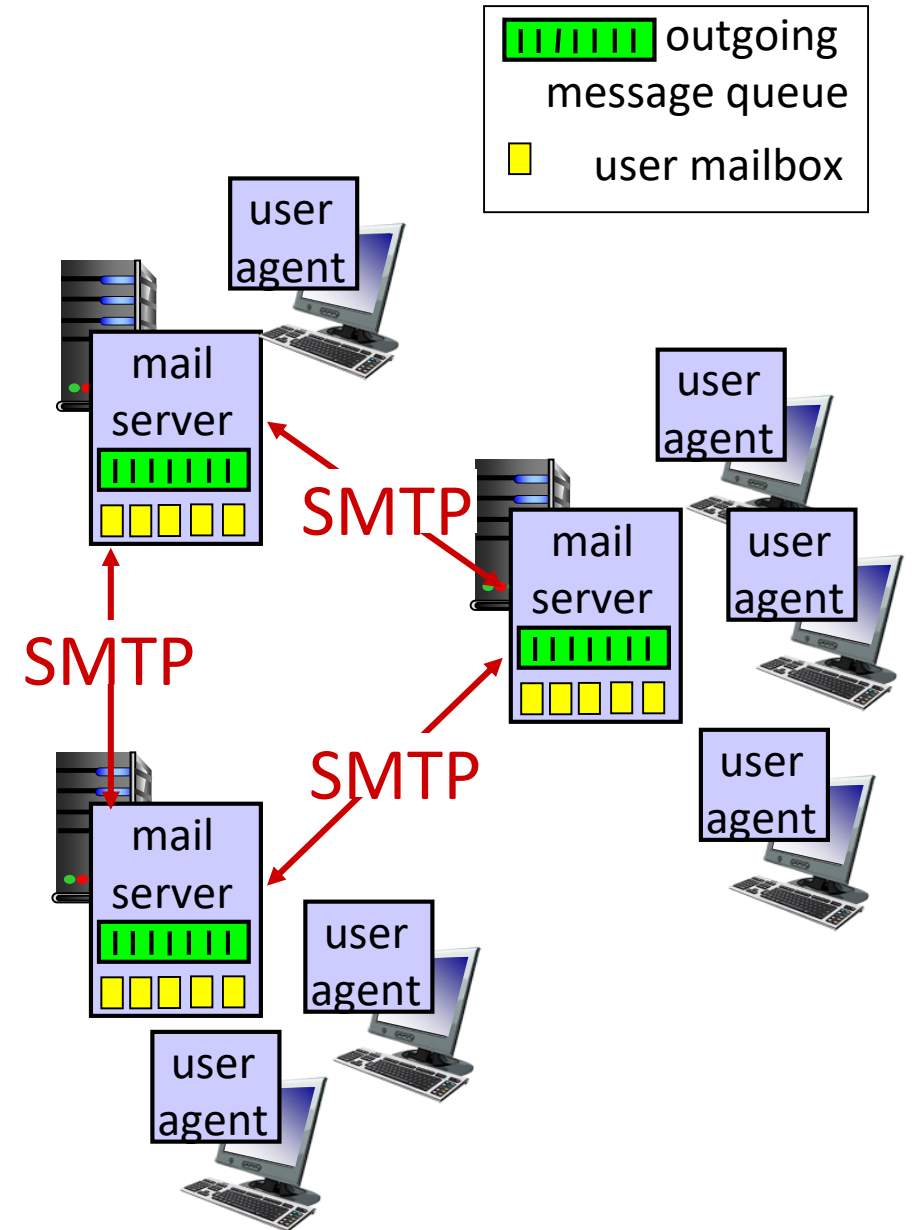 outgoing
message queue
user mailbox
user
agent
mail
server
SMTP
user
agent
mail
server
user
agent
SMTP
SMTP
user
agent
mail
server
user
agent
user
agent